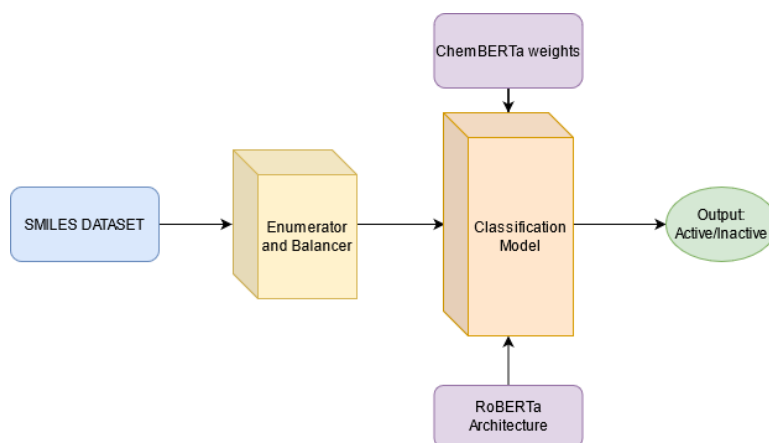 ChemBERTa weights
SMILES DATASET
Enumerator
and Balancer
Classification
Model
Output:
Active/Inactive
RoBERTa
Architecture